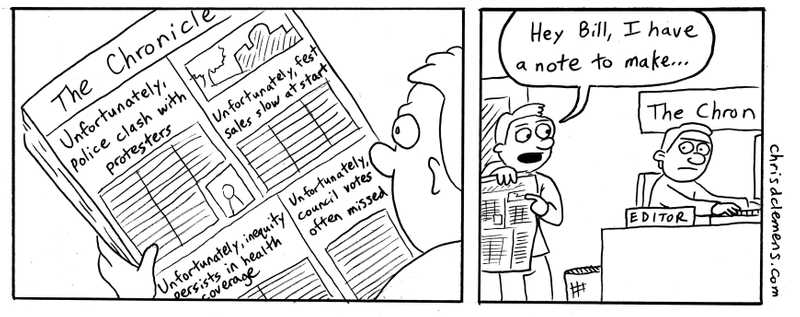 The Chronicle
Unfortunately,
Police clash with
protesters
Unfortunately, fest
sales slow at start
Unfortunately, inequity
persists in health
coverage
Unfortunately,
council votes
often missed
Hey Bill, I have
a note to make...
The Chron
EDITOR
chrisdclemens.com